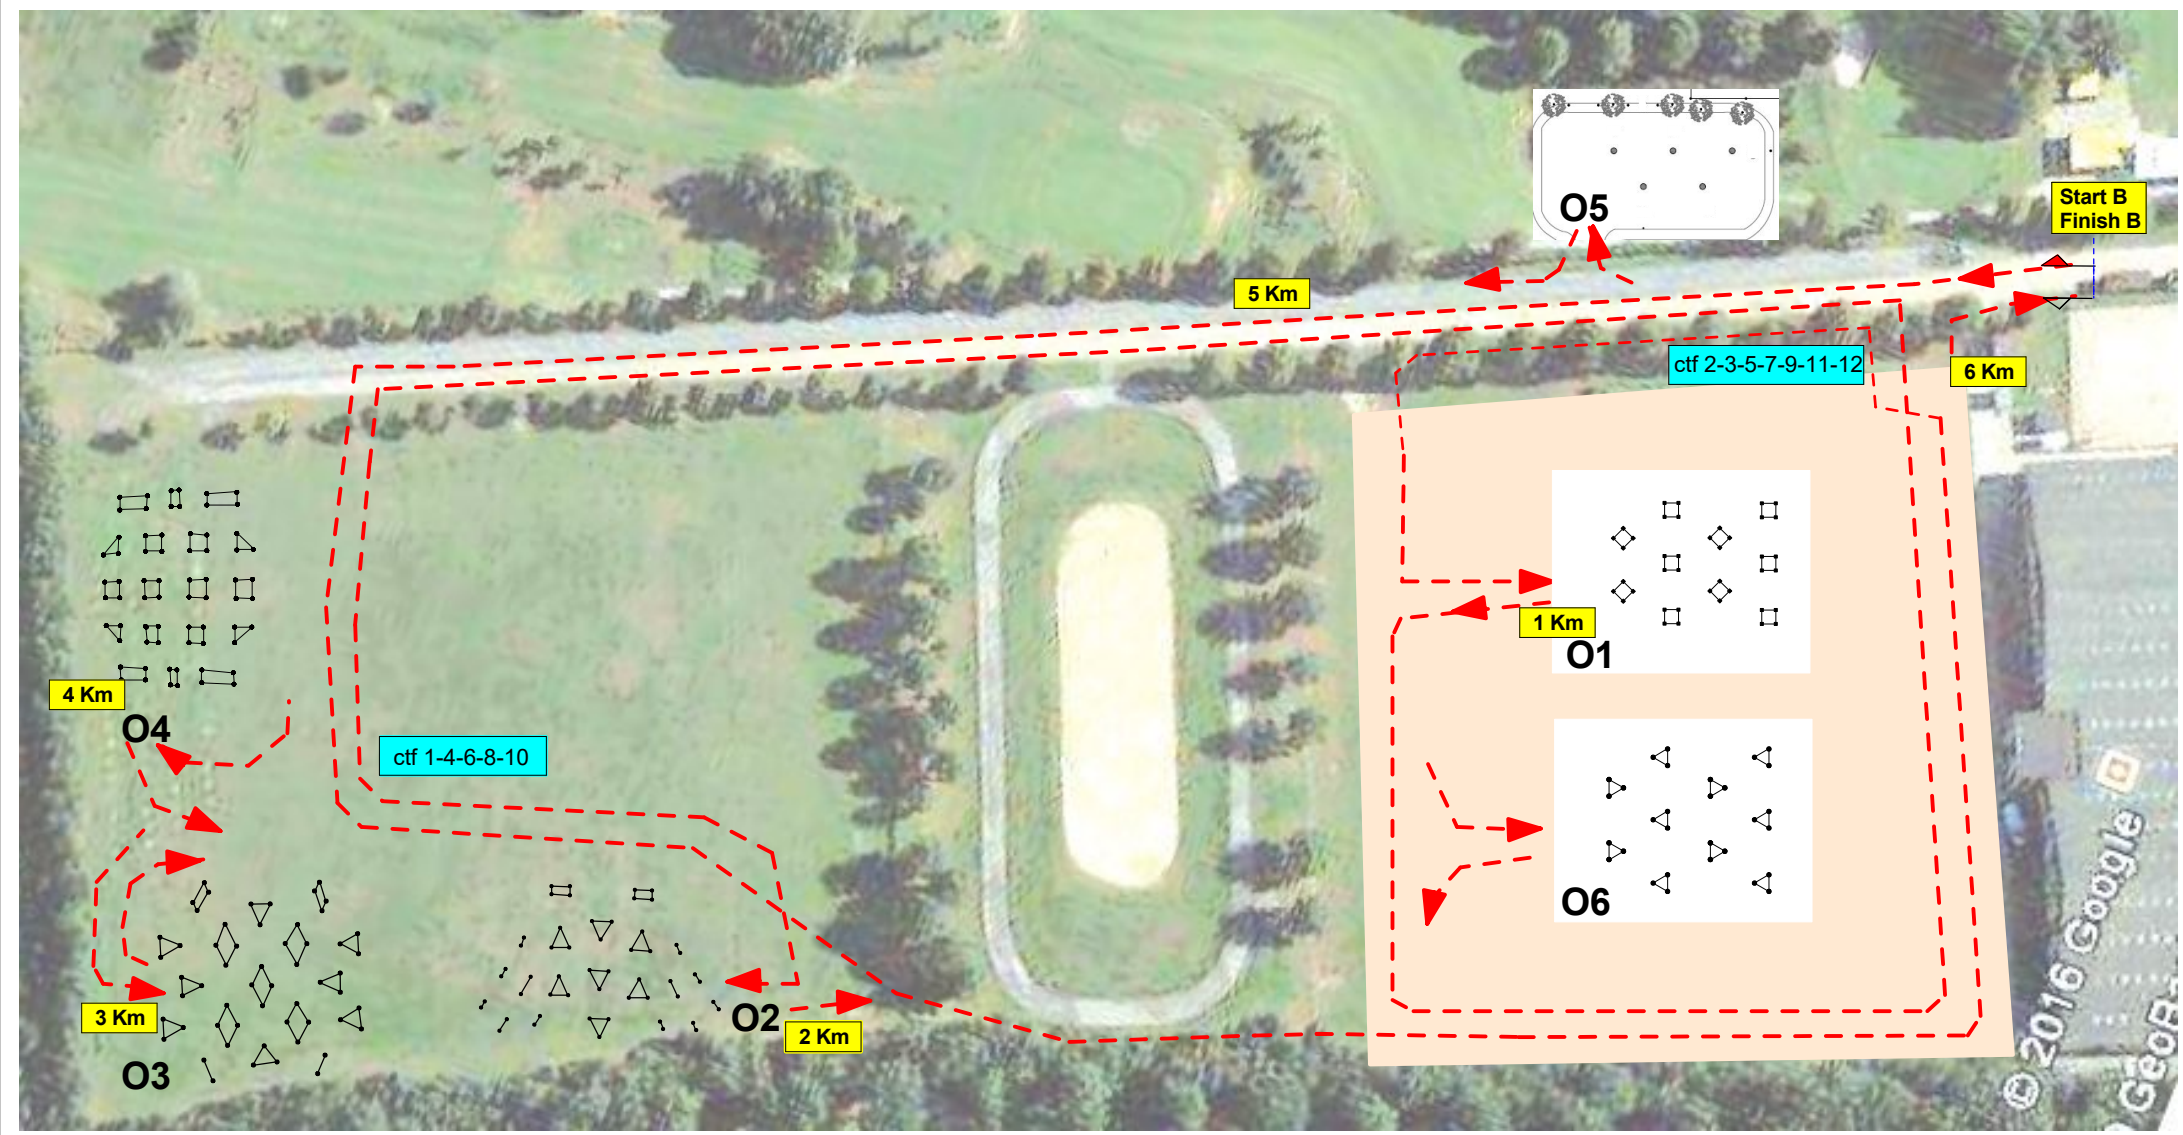 Start B
Finish B
O5
5 Km
ctf 2-3-5-7-9-11-12
6 Km
1 Km
O1
4 Km
O4
ctf 1-4-6-8-10
O6
3 Km
O3
O2
2 Km
© 2016 Google